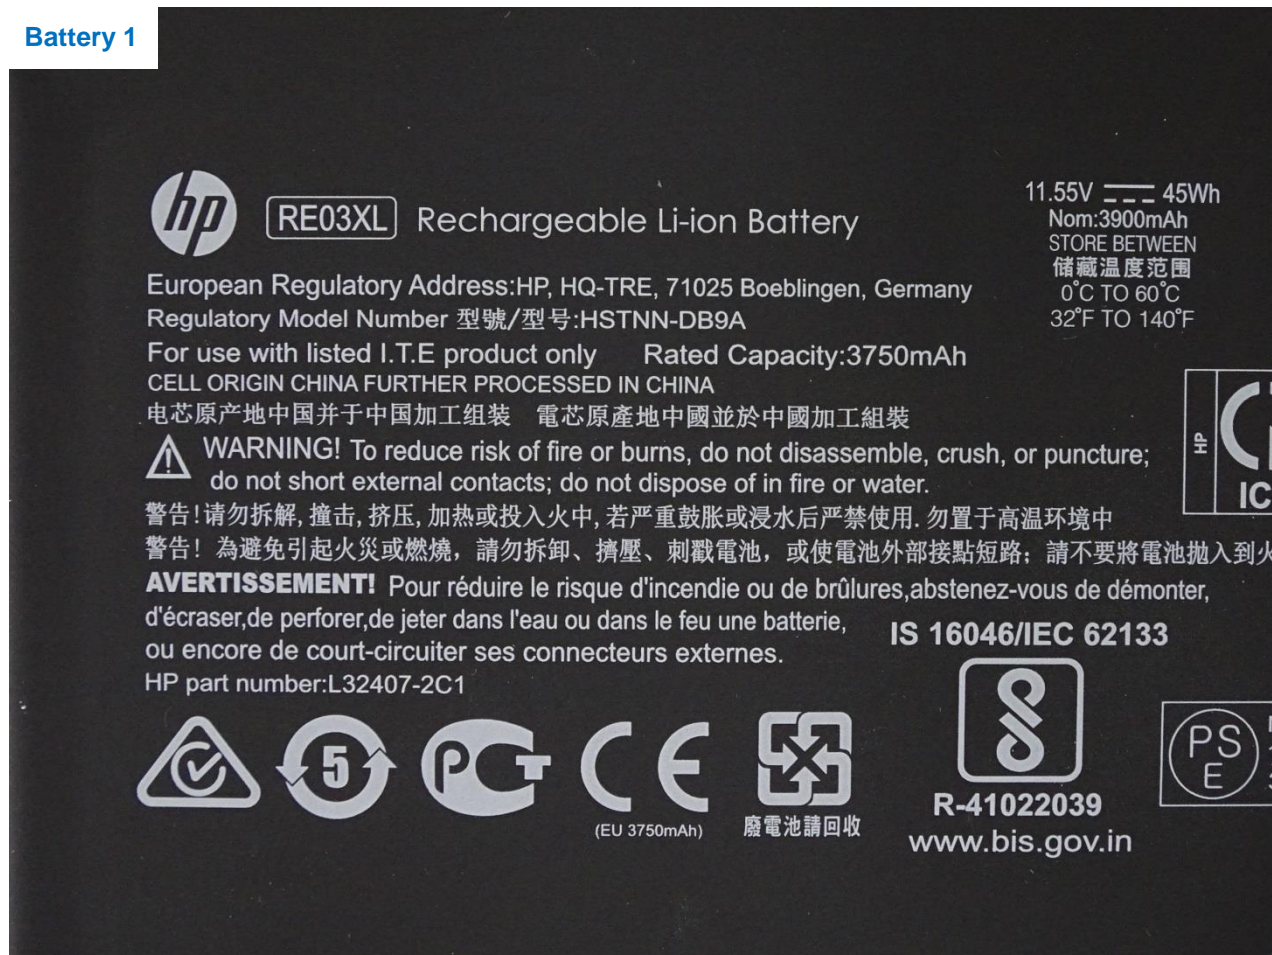 Battery 1
hp
RE03XL Rechargeable Li-ion Battery
11.55V 45Wh
Nom:3900mAh
STORE BETWEEN
储藏温度范围
0°C TO 60°C
32°F TO 140°F
European Regulatory Address:HP, HQ-TRE, 71025 Boeblingen, Germany
Regulatory Model Number 型號/型号:HSTNN-DB9A
For use with listed I.T.E product only Rated Capacity:3750mAh
CELL ORIGIN CHINA FURTHER PROCESSED IN CHINA
电芯原产地中国并于中国加工组装 電芯原產地中國並於中國加工組裝
HP
IC
WARNING! To reduce risk of fire or burns, do not disassemble, crush, or puncture;
do not short external contacts; do not dispose of in fire or water.
警告!请勿拆解,撞击,挤压,加热或投入火中,若严重鼓胀或浸水后严禁使用.勿置于高温环境中
警告! 為避免引起火災或燃燒，請勿拆卸、擠壓、刺戳電池，或使電池外部接點短路；請不要將電池拋入到火
AVERTISSEMENT! Pour réduire le risque d'incendie ou de brûlures,abstenez-vous de démonter,
d'écraser,de perforer,de jeter dans l'eau ou dans le feu une batterie,
ou encore de court-circuiter ses connecteurs externes.
HP part number:L32407-2C1
IS 16046/IEC 62133
5
PCT
CE
(EU 3750mAh)
廢電池請回收
R-41022039
www.bis.gov.in
PS
E